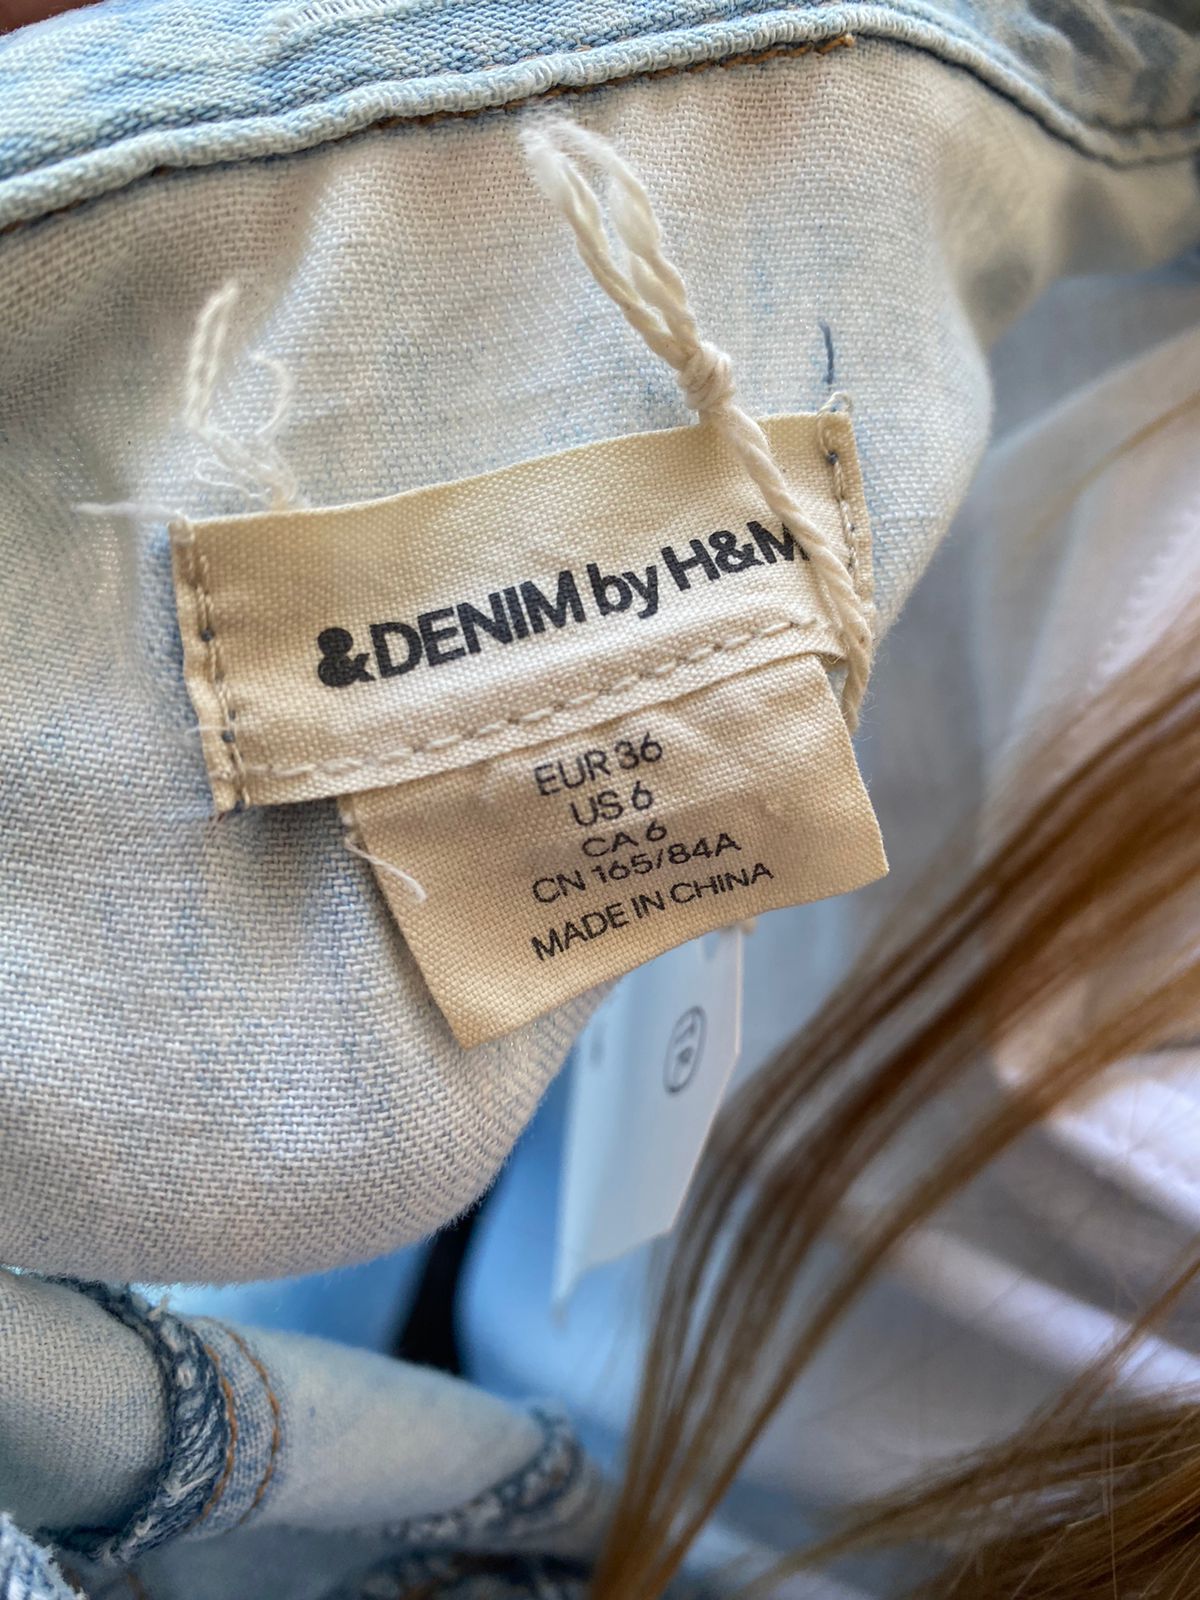 &DENIM by H&M
EUR 36
US 6
CA 6
CN 165/84A
MADE IN CHINA